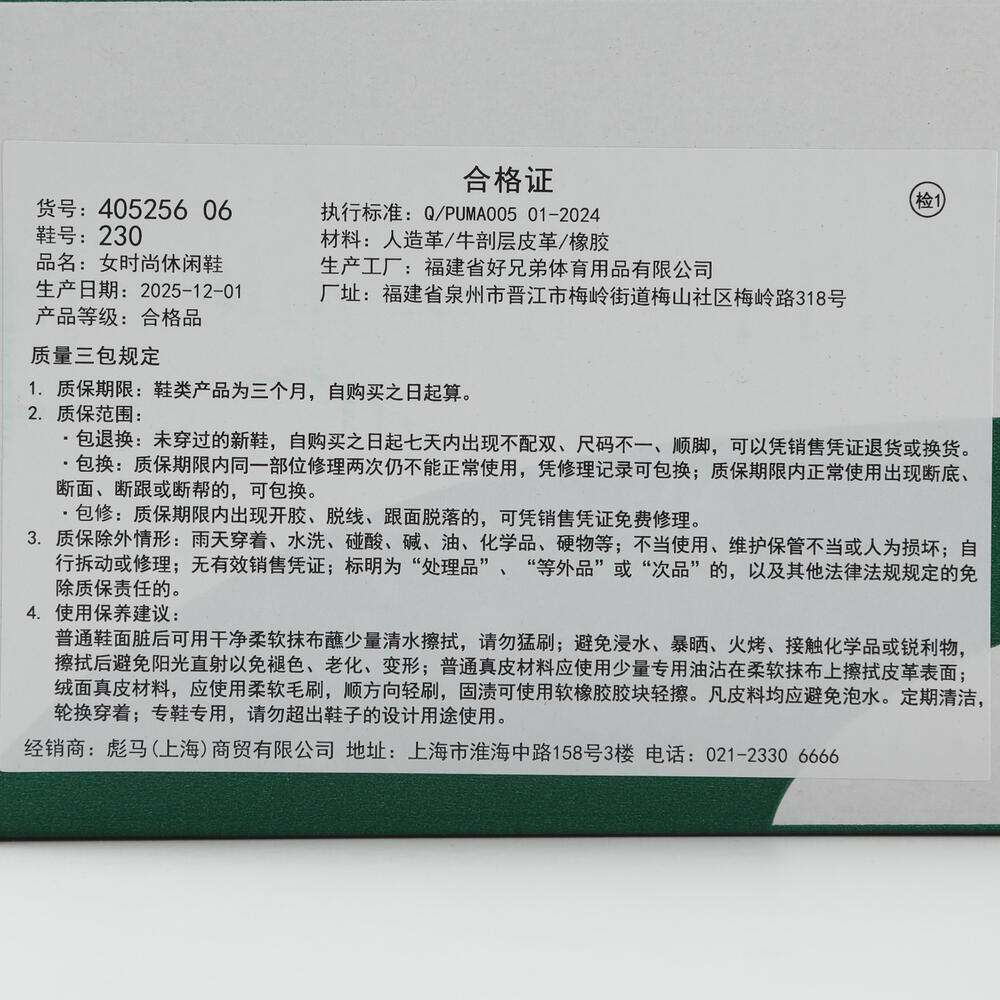 合格证
检1
货号：405256 06
鞋号：230
品名：女时尚休闲鞋
生产日期：2025-12-01
产品等级：合格品
执行标准：Q/PUMA005 01-2024
材料：人造革/牛剖层皮革/橡胶
生产工厂：福建省好兄弟体育用品有限公司
厂址：福建省泉州市晋江市梅岭街道梅山社区梅岭路318号
质量三包规定
1. 质保期限：鞋类产品为三个月，自购买之日起算。
2. 质保范围：
·包退换：未穿过的新鞋，自购买之日起七天内出现不配双、尺码不一、顺脚，可以凭销售凭证退货或换货。
·包换：质保期限内同一部位修理两次仍不能正常使用，凭修理记录可包换；质保期限内正常使用出现断底、
断面、断跟或断帮的，可包换。
·包修：质保期限内出现开胶、脱线、跟面脱落的，可凭销售凭证免费修理。
3. 质保除外情形：雨天穿着、水洗、碰酸、碱、油、化学品、硬物等；不当使用、维护保管不当或人为损坏；自
行拆动或修理；无有效销售凭证；标明为“处理品”、“等外品”或“次品”的，以及其他法律法规规定的免
除质保责任的。
4. 使用保养建议：
普通鞋面脏后可用干净柔软抹布蘸少量清水擦拭，请勿猛刷；避免浸水、暴晒、火烤、接触化学品或锐利物，
擦拭后避免阳光直射以免褪色、老化、变形；普通真皮材料应使用少量专用油沾在柔软抹布上擦拭皮革表面；
绒面真皮材料，应使用柔软毛刷，顺方向轻刷，固渍可使用软橡胶胶块轻擦。凡皮料均应避免泡水。定期清洁，
轮换穿着；专鞋专用，请勿超出鞋子的设计用途使用。
经销商：彪马(上海)商贸有限公司 地址：上海市淮海中路158号3楼 电话：021-2330 6666